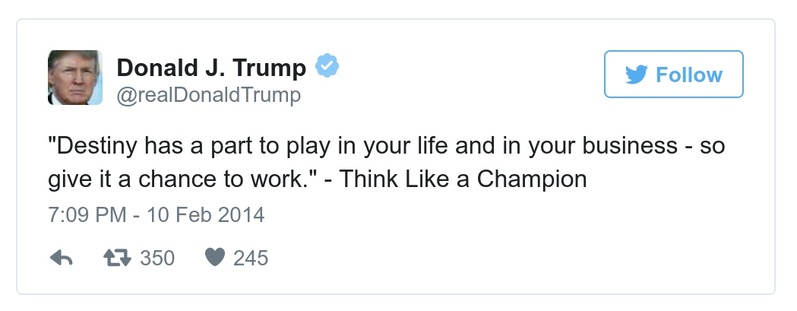 Donald J. Trump
@realDonaldTrump
Follow
"Destiny has a part to play in your life and in your business - so
give it a chance to work." - Think Like a Champion
7:09 PM - 10 Feb 2014
350 245